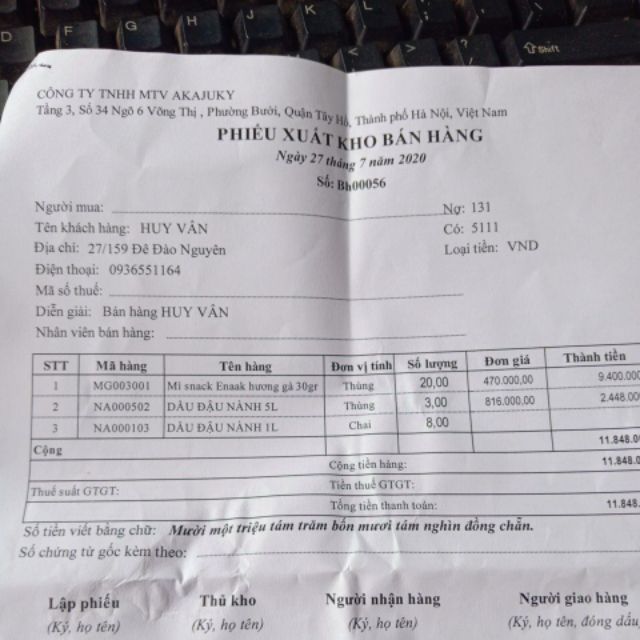 D F G H J K
C V B N M < > ? Shift
CÔNG TY TNHH MTV AKAJUKY
Tầng 3, Số 34 Ngõ 6 Võng Thị , Phường Bưởi, Quận Tây Hồ, Thành phố Hà Nội, Việt Nam
PHIẾU XUẤT KHO BÁN HÀNG
Ngày 27 tháng 7 năm 2020
Số: Bh00056
Người mua: Nợ: 131
Tên khách hàng: HUY VÂN Có: 5111
Địa chỉ: 27/159 Đê Đào Nguyên Loại tiền: VND
Điện thoại: 0936551164
Mã số thuế:
Diễn giải: Bán hàng HUY VÂN
Nhân viên bán hàng:
STT Mã hàng Tên hàng Đơn vị tính Số lượng Đơn giá Thành tiền
1 MG003001 Mì snack Enaak hương gà 30gr Thùng 20,00 470.000,00 9.400.000
2 NA000502 DẦU ĐẬU NÀNH 5L Thùng 3,00 816.000,00 2.448.00
3 NA000103 DẦU ĐẬU NÀNH 1L Chai 8,00
Cộng 11.848.0
Cộng tiền hàng: 11.848.0
Thuế suất GTGT: Tiền thuế GTGT:
Tổng tiền thanh toán: 11.848.
Số tiền viết bằng chữ: Mười một triệu tám trăm bốn mươi tám nghìn đồng chẵn.
Số chứng từ gốc kèm theo:
Lập phiếu Thủ kho Người nhận hàng Người giao hàng
(Ký, họ tên) (Ký, họ tên) (Ký, họ tên) (Ký, họ tên, đóng dấu)